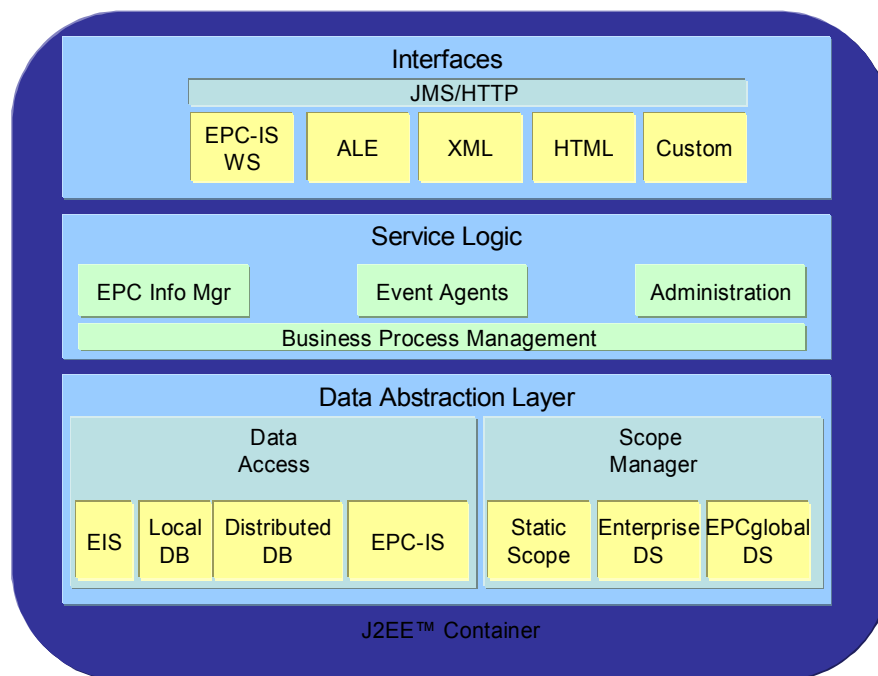 Interfaces
JMS/HTTP
EPC-IS
WS
ALE
XML
HTML
Custom
Service Logic
EPC Info Mgr
Event Agents
Administration
Business Process Management
Data Abstraction Layer
Data
Access
EIS
Local
DB
Distributed
DB
EPC-IS
Scope
Manager
Static
Scope
Enterprise
DS
EPCglobal
DS
J2EE™ Container